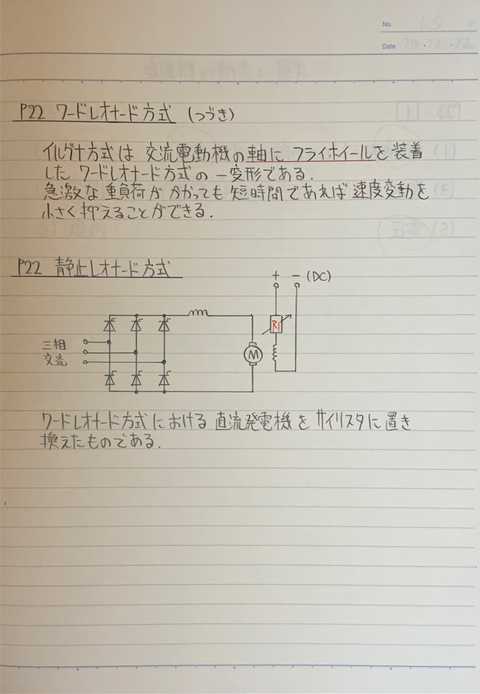 No.
Date
P22 ワードレオナード方式 (つづき)
イルグナ方式は 交流電動機の軸に フライホイールを装着
した ワードレオナード方式の一変形である.
急激な重負荷がかかっても 短時間であれば 速度変動を
小さく抑えることができる.
P22 静止レオナード方式
+ − (DC)
三相
交流
M
ワードレオナード方式における 直流発電機を サイリスタに置き
換えたものである.